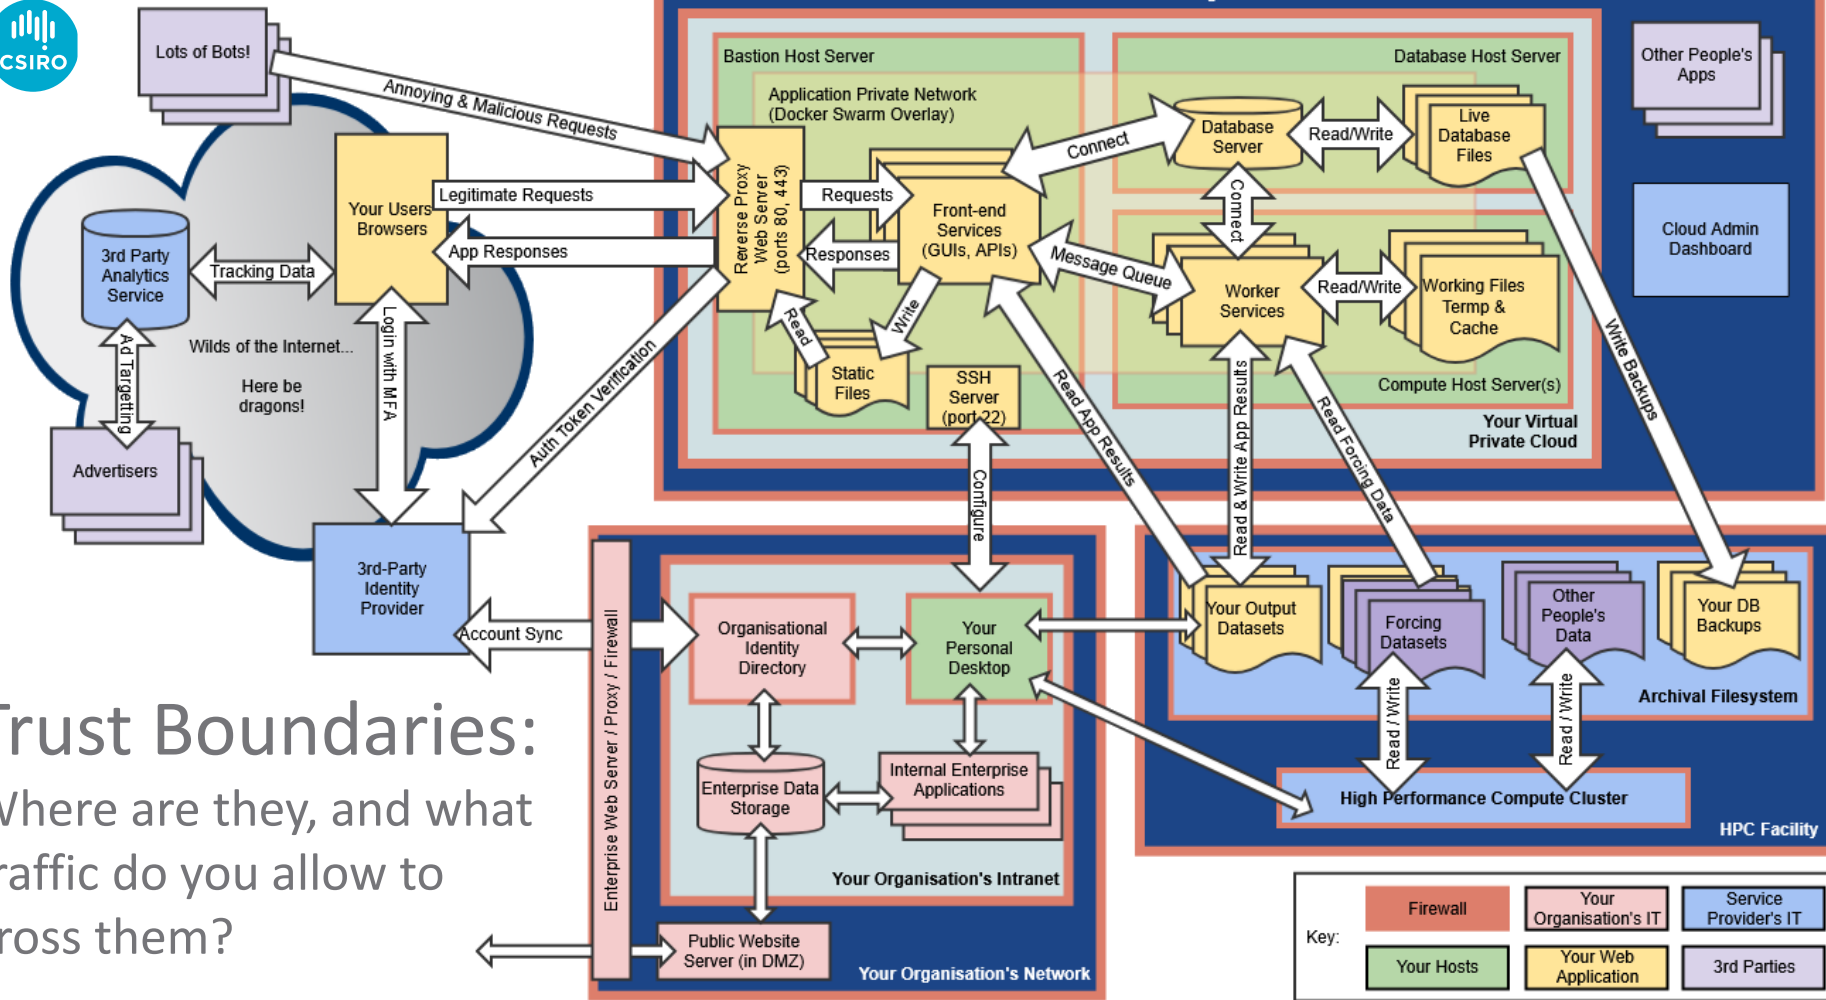 CSIRO
Lots of Bots!
Annoying & Malicious Requests
Your Users
Browsers
Legitimate Requests
App Responses
3rd Party
Analytics
Service
Tracking Data
Ad Targetting
Advertisers
Wilds of the Internet...
Here be
dragons!
Login with MFA
Auth Token Verification
3rd-Party
Identity
Provider
Account Sync
Bastion Host Server
Application Private Network
(Docker Swarm Overlay)
Reverse Proxy
Web Server
(ports 80, 443)
Requests
Responses
Front-end
Services
(GUIs, APIs)
Read
Write
Static
Files
SSH
Server
(port 22)
Configure
Connect
Message Queue
Database Host Server
Database
Server
Read/Write
Live
Database
Files
Connect
Worker
Services
Read/Write
Working Files
Termp &
Cache
Compute Host Server(s)
Your Virtual
Private Cloud
Other People's
Apps
Cloud Admin
Dashboard
Write Backups
Read App Results
Read & Write App Results
Read Forcing Data
Enterprise Web Server / Proxy / Firewall
Organisational
Identity
Directory
Your
Personal
Desktop
Enterprise Data
Storage
Internal Enterprise
Applications
Your Organisation's Intranet
Public Website
Server (in DMZ)
Your Organisation's Network
Your Output
Datasets
Forcing
Datasets
Other
People's
Data
Your DB
Backups
Archival Filesystem
Read / Write
Read / Write
High Performance Compute Cluster
HPC Facility
Trust Boundaries:
Where are they, and what
traffic do you allow to
cross them?
Key:
Firewall
Your
Organisation's IT
Service
Provider's IT
Your Hosts
Your Web
Application
3rd Parties